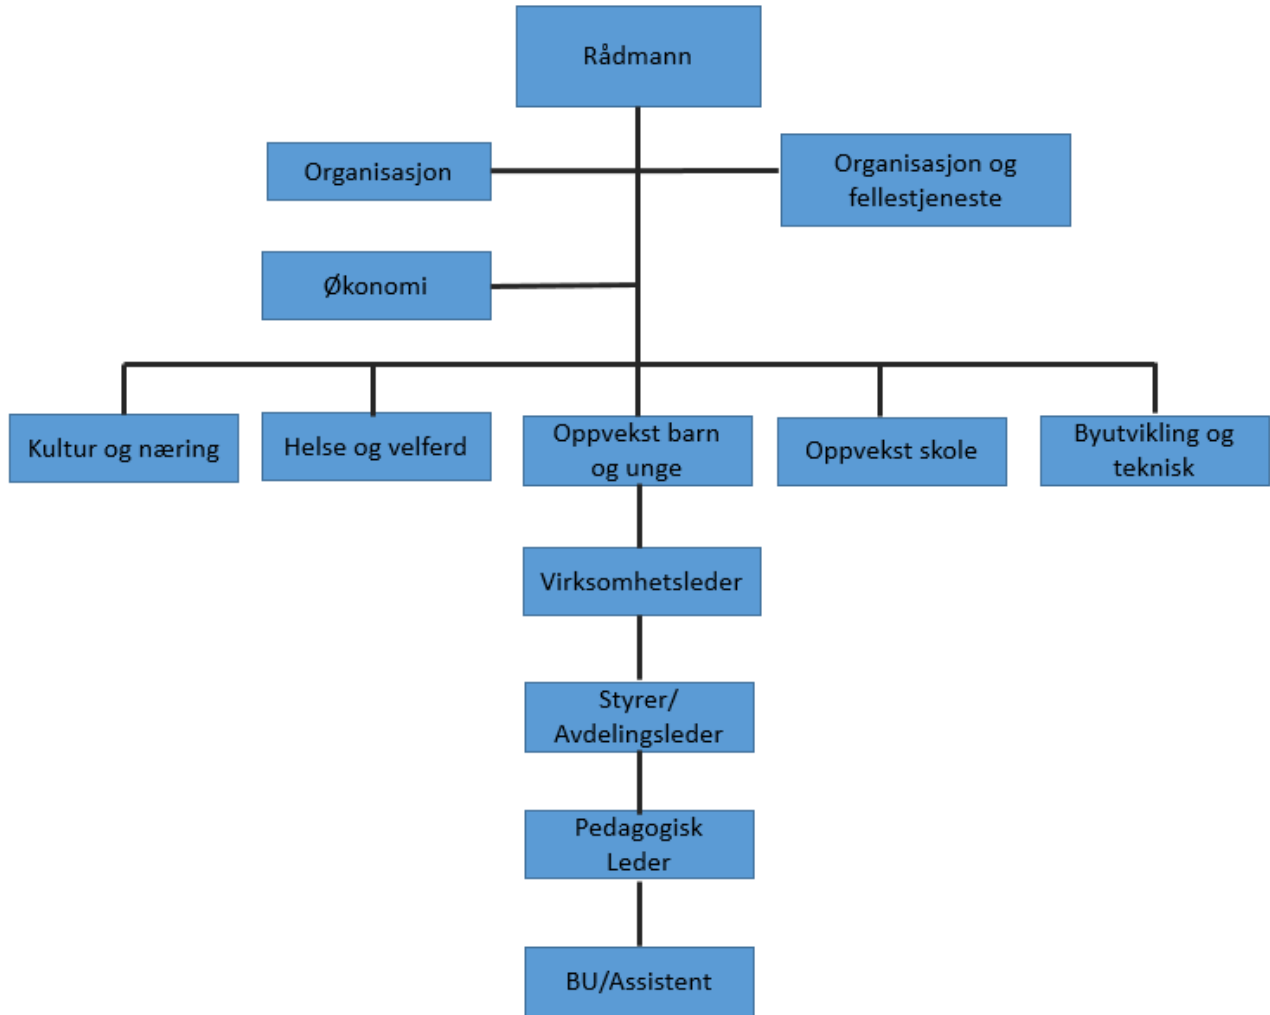 Rådmann
Organisasjon
Organisasjon og
fellestjeneste
Økonomi
Kultur og næring
Helse og velferd
Oppvekst barn
og unge
Oppvekst skole
Byutvikling og
teknisk
Virksomhetsleder
Styrer/
Avdelingsleder
Pedagogisk
Leder
BU/Assistent